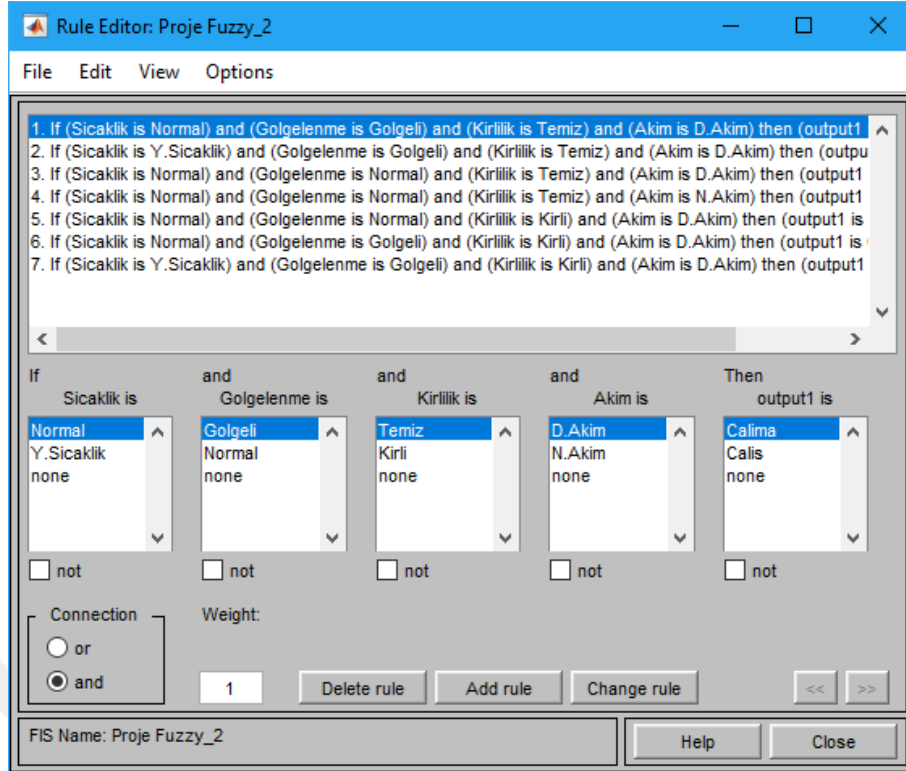 Rule Editor: Proje Fuzzy_2
File Edit View Options
1. If (Sicaklik is Normal) and (Golgelenme is Golgeli) and (Kirlilik is Temiz) and (Akim is D.Akim) then (output1
2. If (Sicaklik is Y.Sicaklik) and (Golgelenme is Golgeli) and (Kirlilik is Temiz) and (Akim is D.Akim) then (outpu
3. If (Sicaklik is Normal) and (Golgelenme is Normal) and (Kirlilik is Temiz) and (Akim is D.Akim) then (output1
4. If (Sicaklik is Normal) and (Golgelenme is Normal) and (Kirlilik is Temiz) and (Akim is N.Akim) then (output1
5. If (Sicaklik is Normal) and (Golgelenme is Normal) and (Kirlilik is Kirli) and (Akim is D.Akim) then (output1 is
6. If (Sicaklik is Normal) and (Golgelenme is Golgeli) and (Kirlilik is Kirli) and (Akim is D.Akim) then (output1 is
7. If (Sicaklik is Y.Sicaklik) and (Golgelenme is Golgeli) and (Kirlilik is Kirli) and (Akim is D.Akim) then (output1
If and and and Then
Sicaklik is Golgelenme is Kirlilik is Akim is output1 is
Normal Golgeli Temiz D.Akim Calima
Y.Sicaklik Normal Kirli N.Akim Calis
none none none none none
not not not not not
Connection Weight:
or
and 1 Delete rule Add rule Change rule << >>
FIS Name: Proje Fuzzy_2 Help Close